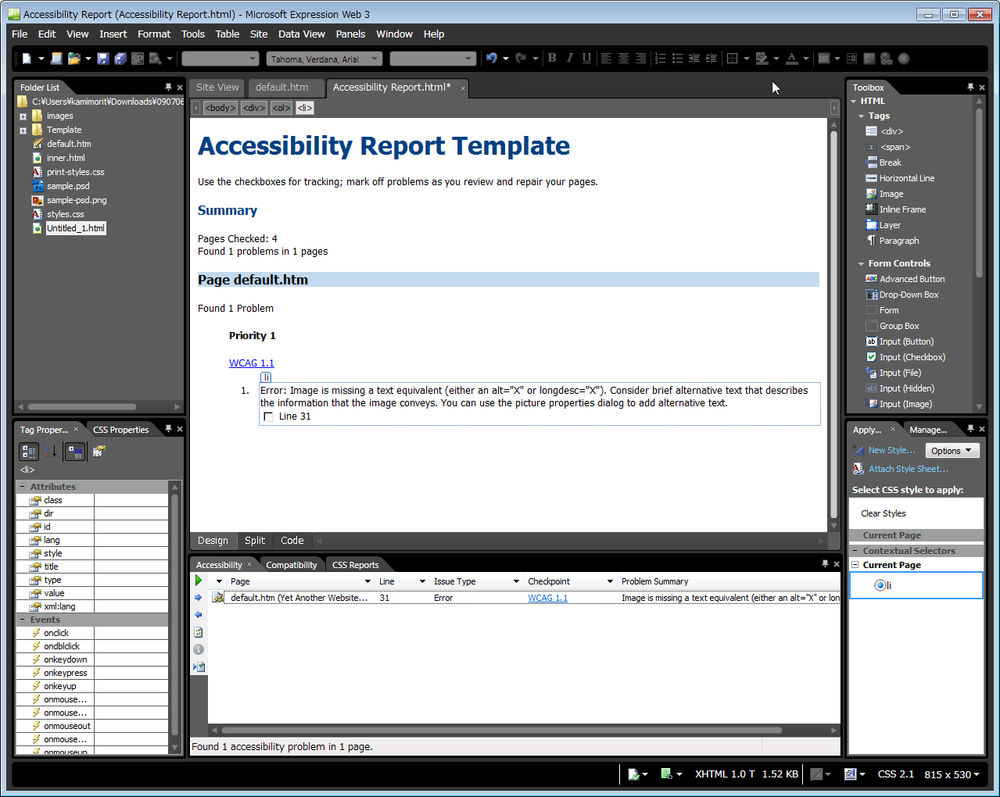 Accessibility Report (Accessibility Report.html) - Microsoft Expression Web 3
File Edit View Insert Format Tools Table Site Data View Panels Window Help
SP Tahoma, Verdana, Arial B I U A
Folder List
C:¥Users¥kamimorit¥Downloads¥090706
images
Template
default.htm
inner.html
print-styles.css
sample.psd
sample-psd.png
styles.css
Untitled_1.html
Tag Proper... CSS Properties
<li>
Attributes
class
dir
id
lang
style
title
type
value
xml:lang
Events
onclick
ondblclick
onkeydown
onkeypress
onkeyup
onmouse...
onmouse...
onmouseout
onmouse...
onmouseup
Site View default.htm Accessibility Report.html*
<body> <div> <ol> <li>
Accessibility Report Template
Use the checkboxes for tracking; mark off problems as you review and repair your pages.
Summary
Pages Checked: 4
Found 1 problems in 1 pages
Page default.htm
Found 1 Problem
Priority 1
WCAG 1.1
li
1. Error: Image is missing a text equivalent (either an alt="X" or longdesc="X"). Consider brief alternative text that describes
the information that the image conveys. You can use the picture properties dialog to add alternative text.
Line 31
Design Split Code
Accessibility Compatibility CSS Reports
Page Line Issue Type Checkpoint Problem Summary
default.htm (Yet Another Website... 31 Error WCAG 1.1 Image is missing a text equivalent (either an alt="X" or lon
Found 1 accessibility problem in 1 page.
Toolbox
HTML
Tags
<div>
<span>
Break
Horizontal Line
Image
Inline Frame
Layer
Paragraph
Form Controls
Advanced Button
Drop-Down Box
Form
Group Box
Input (Button)
Input (Checkbox)
Input (File)
Input (Hidden)
Input (Image)
Apply... Manage...
New Style... Options
Attach Style Sheet...
Select CSS style to apply:
Clear Styles
Current Page
Contextual Selectors
Current Page
li
XHTML 1.0 T 1.52 KB CSS 2.1 815 x 530